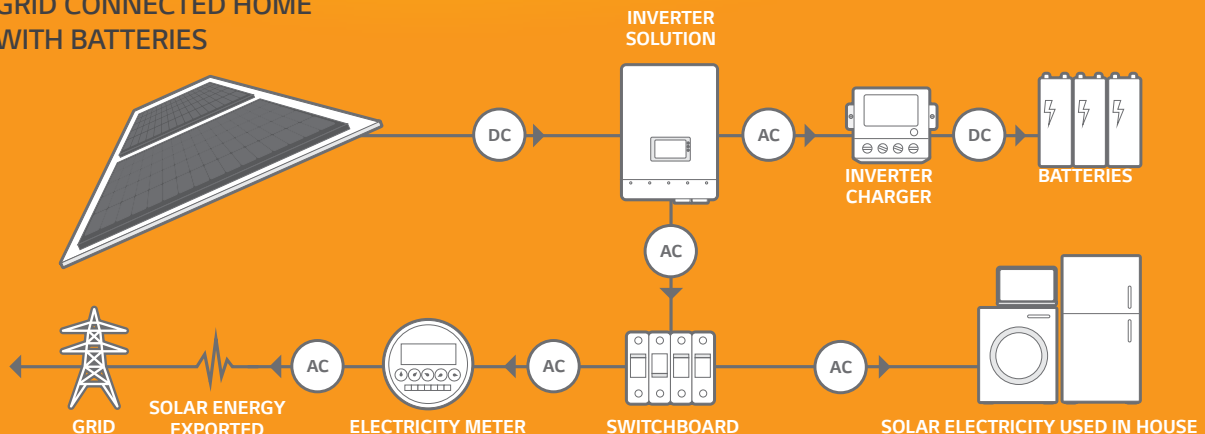 GRID CONNECTED HOME
WITH BATTERIES
INVERTER
SOLUTION
DC
AC
DC
INVERTER
CHARGER
BATTERIES
AC
AC
AC
AC
GRID
SOLAR ENERGY
EXPORTED
ELECTRICITY METER
SWITCHBOARD
SOLAR ELECTRICITY USED IN HOUSE